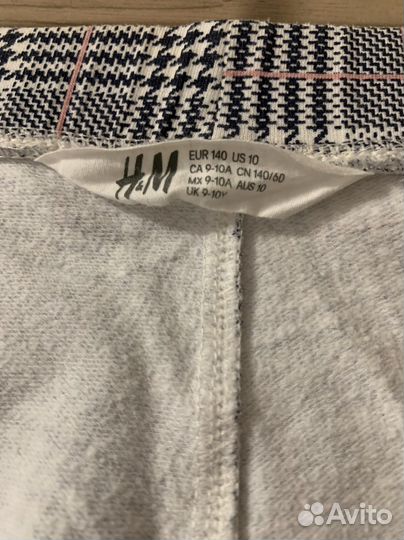 H&M
EUR 140 US 10
CA 9-10A CN 140/60
MX 9-10A AUS 10
UK 9-10Y
Avito